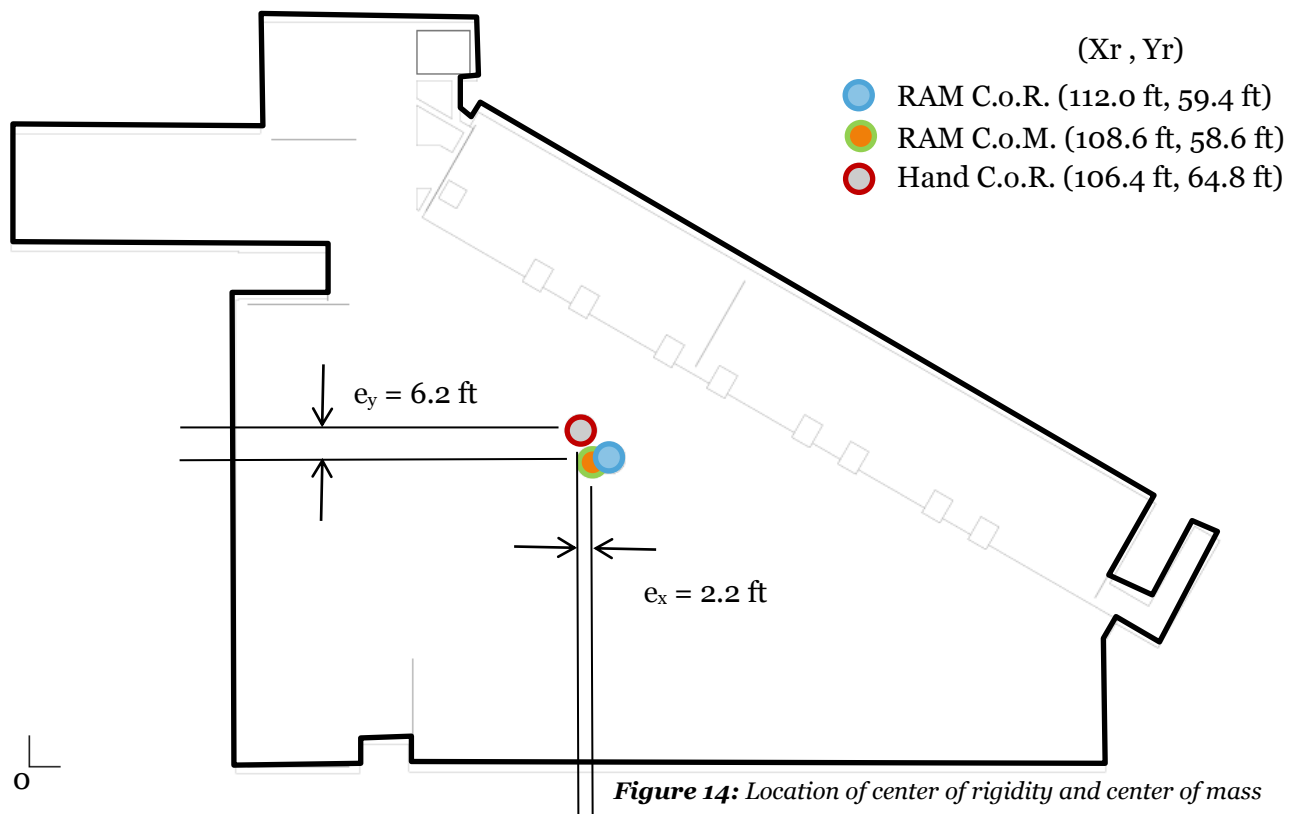 (Xr , Yr)
RAM C.o.R. (112.0 ft, 59.4 ft)
RAM C.o.M. (108.6 ft, 58.6 ft)
Hand C.o.R. (106.4 ft, 64.8 ft)
eᵧ = 6.2 ft
eₓ = 2.2 ft
0
Figure 14: Location of center of rigidity and center of mass